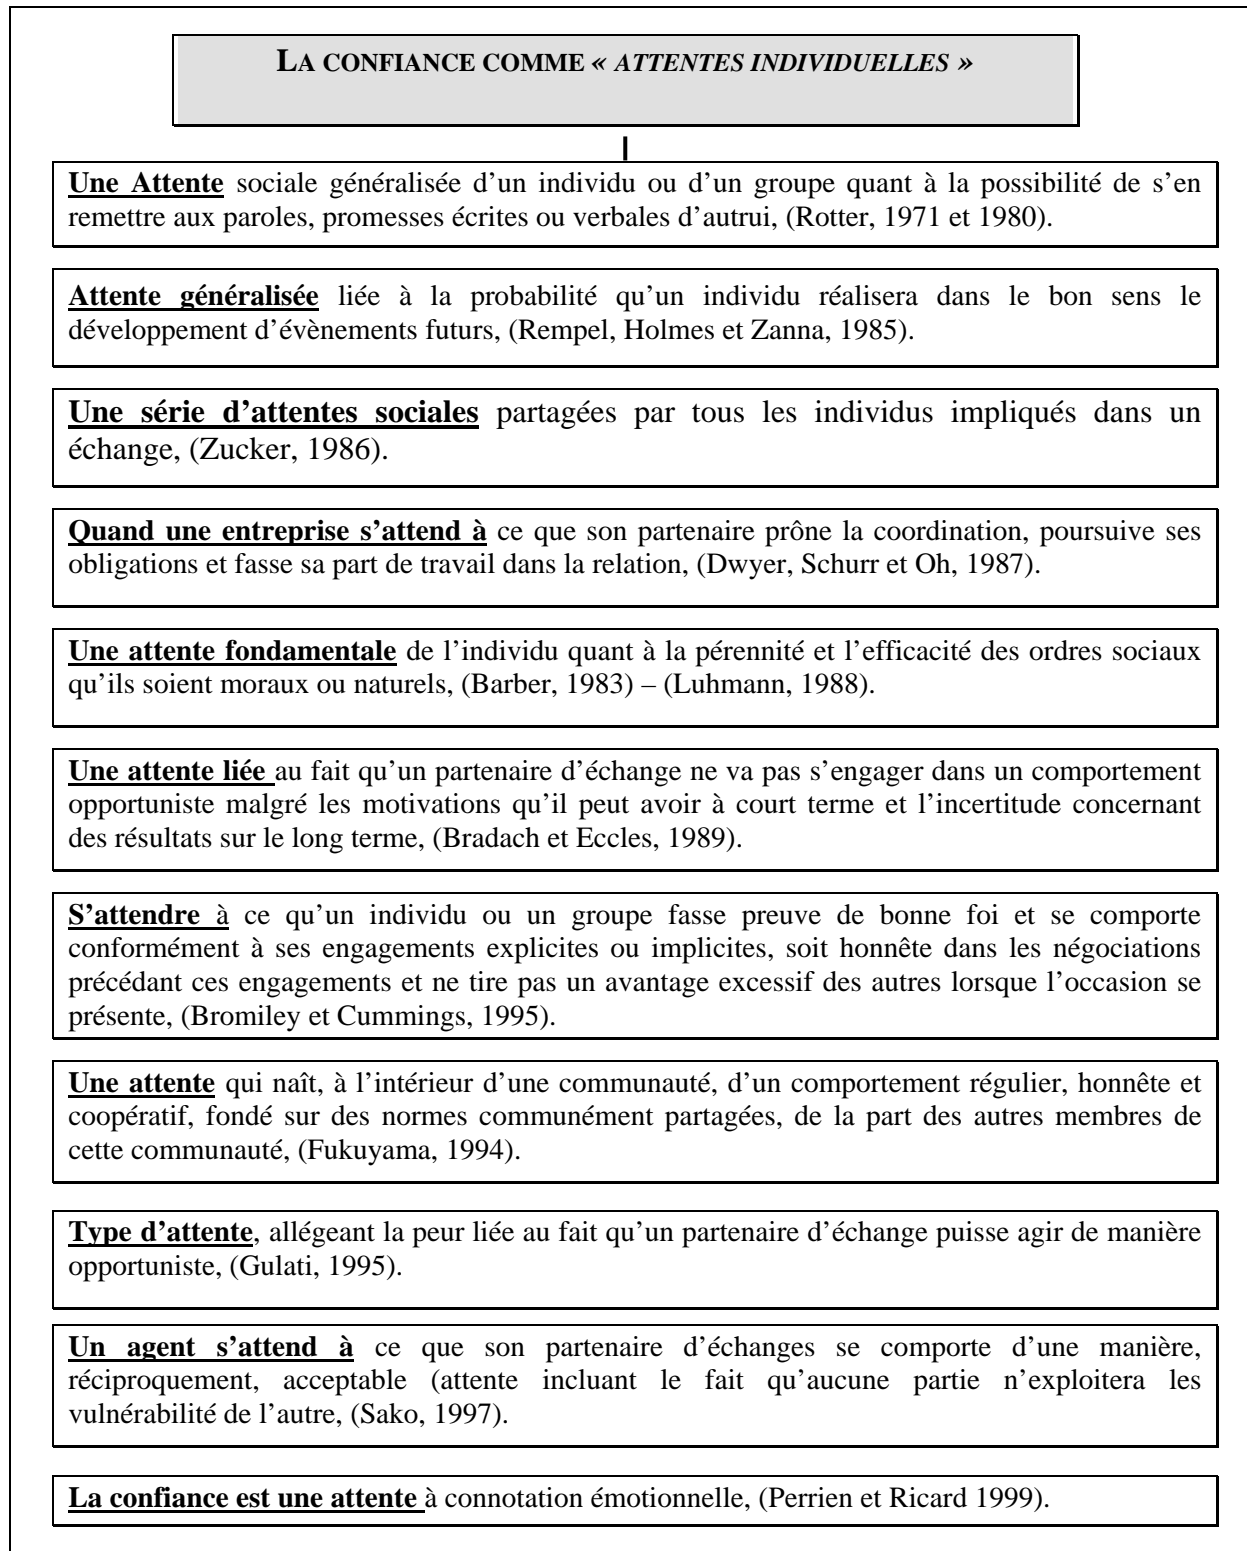 LA CONFIANCE COMME « ATTENTES INDIVIDUELLES »
Une Attente sociale généralisée d’un individu ou d’un groupe quant à la possibilité de s’en
remettre aux paroles, promesses écrites ou verbales d’autrui, (Rotter, 1971 et 1980).
Attente généralisée liée à la probabilité qu’un individu réalisera dans le bon sens le
développement d’évènements futurs, (Rempel, Holmes et Zanna, 1985).
Une série d’attentes sociales partagées par tous les individus impliqués dans un
échange, (Zucker, 1986).
Quand une entreprise s’attend à ce que son partenaire prône la coordination, poursuive ses
obligations et fasse sa part de travail dans la relation, (Dwyer, Schurr et Oh, 1987).
Une attente fondamentale de l’individu quant à la pérennité et l’efficacité des ordres sociaux
qu’ils soient moraux ou naturels, (Barber, 1983) – (Luhmann, 1988).
Une attente liée au fait qu’un partenaire d’échange ne va pas s’engager dans un comportement
opportuniste malgré les motivations qu’il peut avoir à court terme et l’incertitude concernant
des résultats sur le long terme, (Bradach et Eccles, 1989).
S’attendre à ce qu’un individu ou un groupe fasse preuve de bonne foi et se comporte
conformément à ses engagements explicites ou implicites, soit honnête dans les négociations
précédant ces engagements et ne tire pas un avantage excessif des autres lorsque l’occasion se
présente, (Bromiley et Cummings, 1995).
Une attente qui naît, à l’intérieur d’une communauté, d’un comportement régulier, honnête et
coopératif, fondé sur des normes communément partagées, de la part des autres membres de
cette communauté, (Fukuyama, 1994).
Type d’attente, allégeant la peur liée au fait qu’un partenaire d’échange puisse agir de manière
opportuniste, (Gulati, 1995).
Un agent s’attend à ce que son partenaire d’échanges se comporte d’une manière,
réciproquement, acceptable (attente incluant le fait qu’aucune partie n’exploitera les
vulnérabilité de l’autre, (Sako, 1997).
La confiance est une attente à connotation émotionnelle, (Perrien et Ricard 1999).